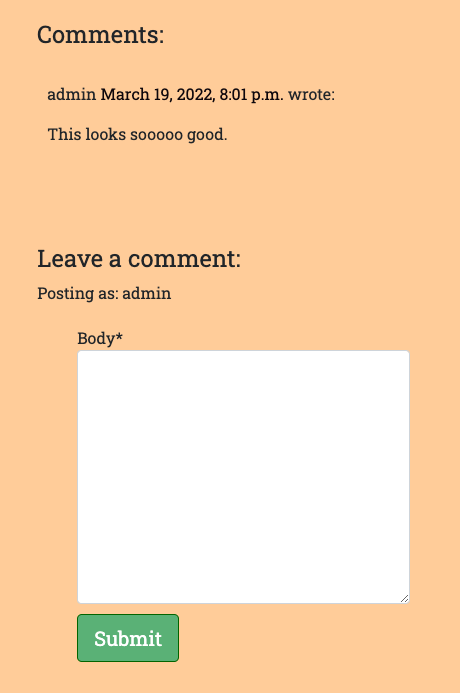 Comments:
admin March 19, 2022, 8:01 p.m. wrote:
This looks sooooo good.
Leave a comment:
Posting as: admin
Body*
Submit